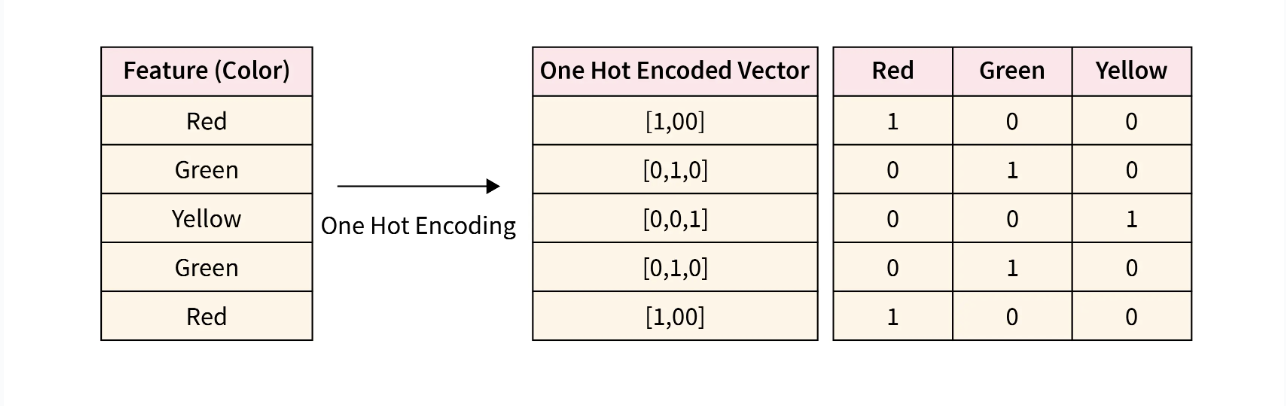 Feature (Color)
Red
Green
Yellow
Green
Red
One Hot Encoding
One Hot Encoded Vector Red Green Yellow
[1,00] 1 0 0
[0,1,0] 0 1 0
[0,0,1] 0 0 1
[0,1,0] 0 1 0
[1,00] 1 0 0